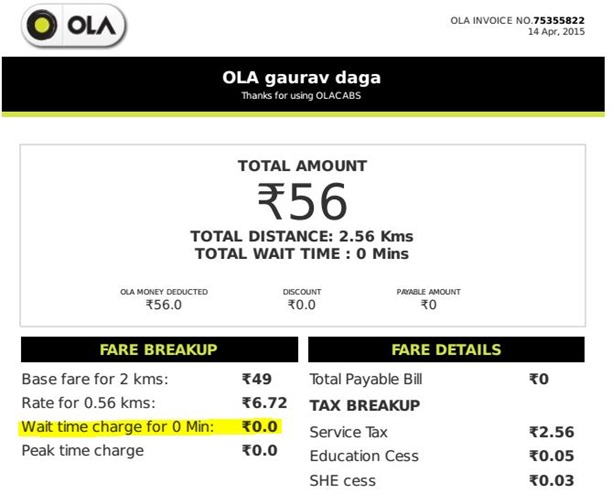 OLA
OLA INVOICE NO.75355822
14 Apr, 2015
OLA gaurav daga
Thanks for using OLACABS
TOTAL AMOUNT
₹56
TOTAL DISTANCE: 2.56 Kms
TOTAL WAIT TIME : 0 Mins
OLA MONEY DEDUCTED DISCOUNT PAYABLE AMOUNT
₹56.0 ₹0.0 ₹0
FARE BREAKUP
Base fare for 2 kms: ₹49
Rate for 0.56 kms: ₹6.72
Wait time charge for 0 Min: ₹0.0
Peak time charge ₹0.0
FARE DETAILS
Total Payable Bill ₹0
TAX BREAKUP
Service Tax ₹2.56
Education Cess ₹0.05
SHE cess ₹0.03